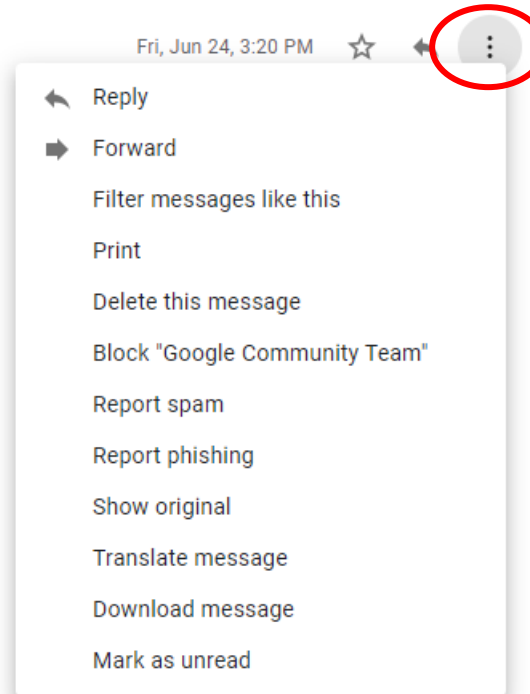 Fri, Jun 24, 3:20 PM
Reply
Forward
Filter messages like this
Print
Delete this message
Block "Google Community Team"
Report spam
Report phishing
Show original
Translate message
Download message
Mark as unread